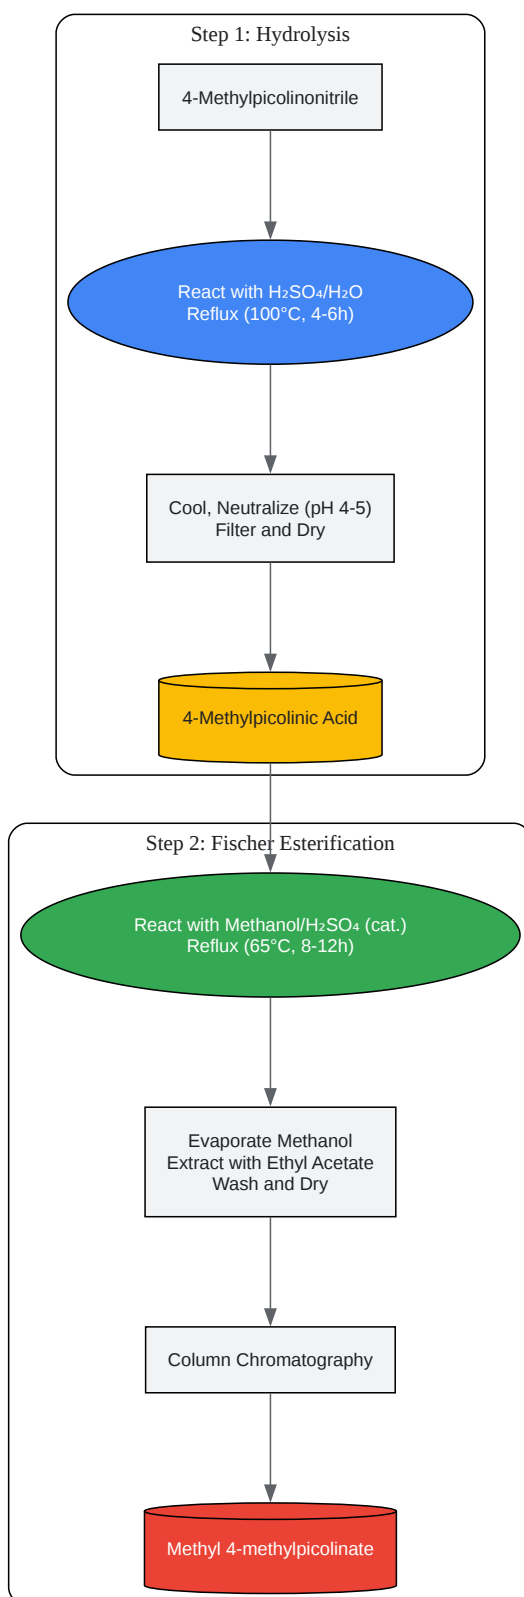 Step 1: Hydrolysis
4-Methylpicolinonitrile
React with H₂SO₄/H₂O
Reflux (100°C, 4-6h)
Cool, Neutralize (pH 4-5)
Filter and Dry
4-Methylpicolinic Acid
Step 2: Fischer Esterification
React with Methanol/H₂SO₄ (cat.)
Reflux (65°C, 8-12h)
Evaporate Methanol
Extract with Ethyl Acetate
Wash and Dry
Column Chromatography
Methyl 4-methylpicolinate